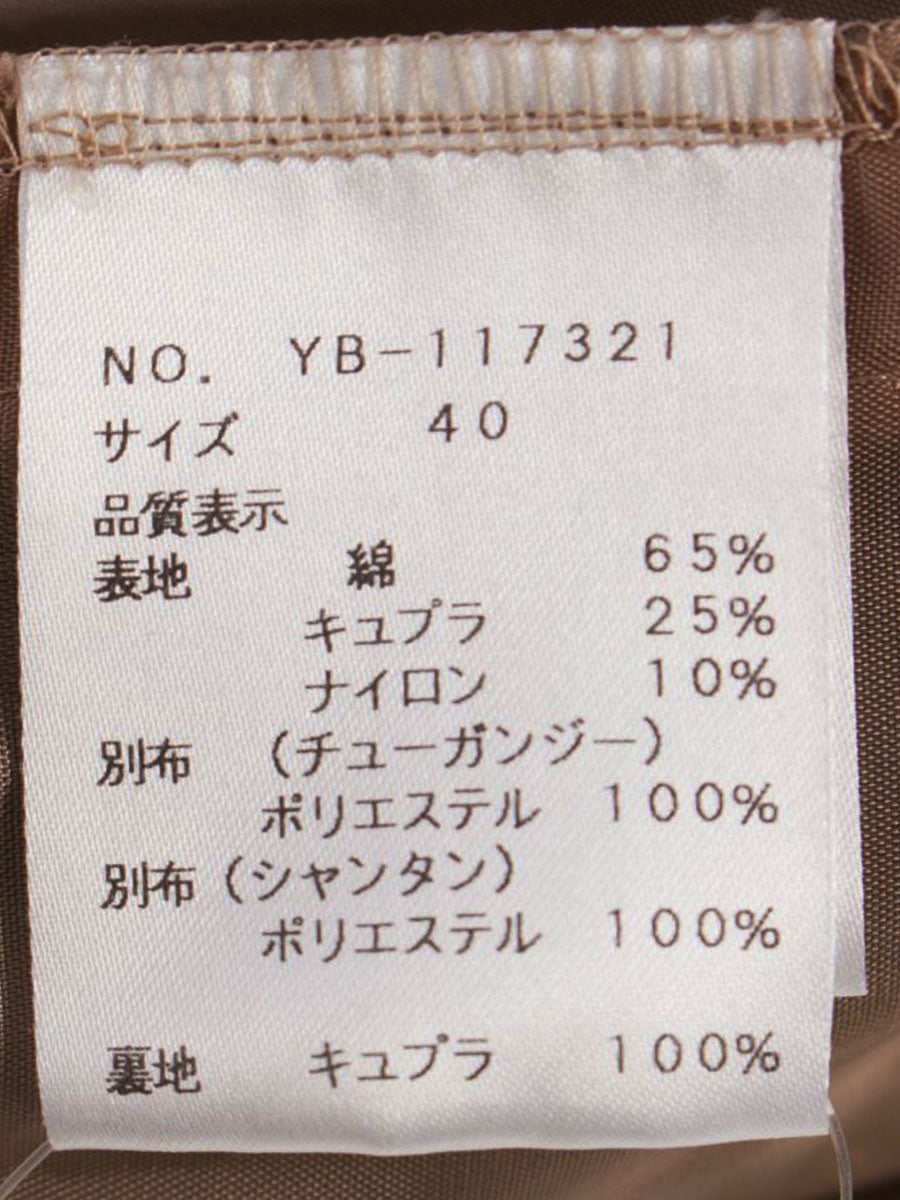 NO. YB-117321
サイズ 40
品質表示
表地 綿 65%
キュプラ 25%
ナイロン 10%
別布 (チューガンジー)
ポリエステル 100%
別布(シャンタン)
ポリエステル 100%
裏地 キュプラ 100%